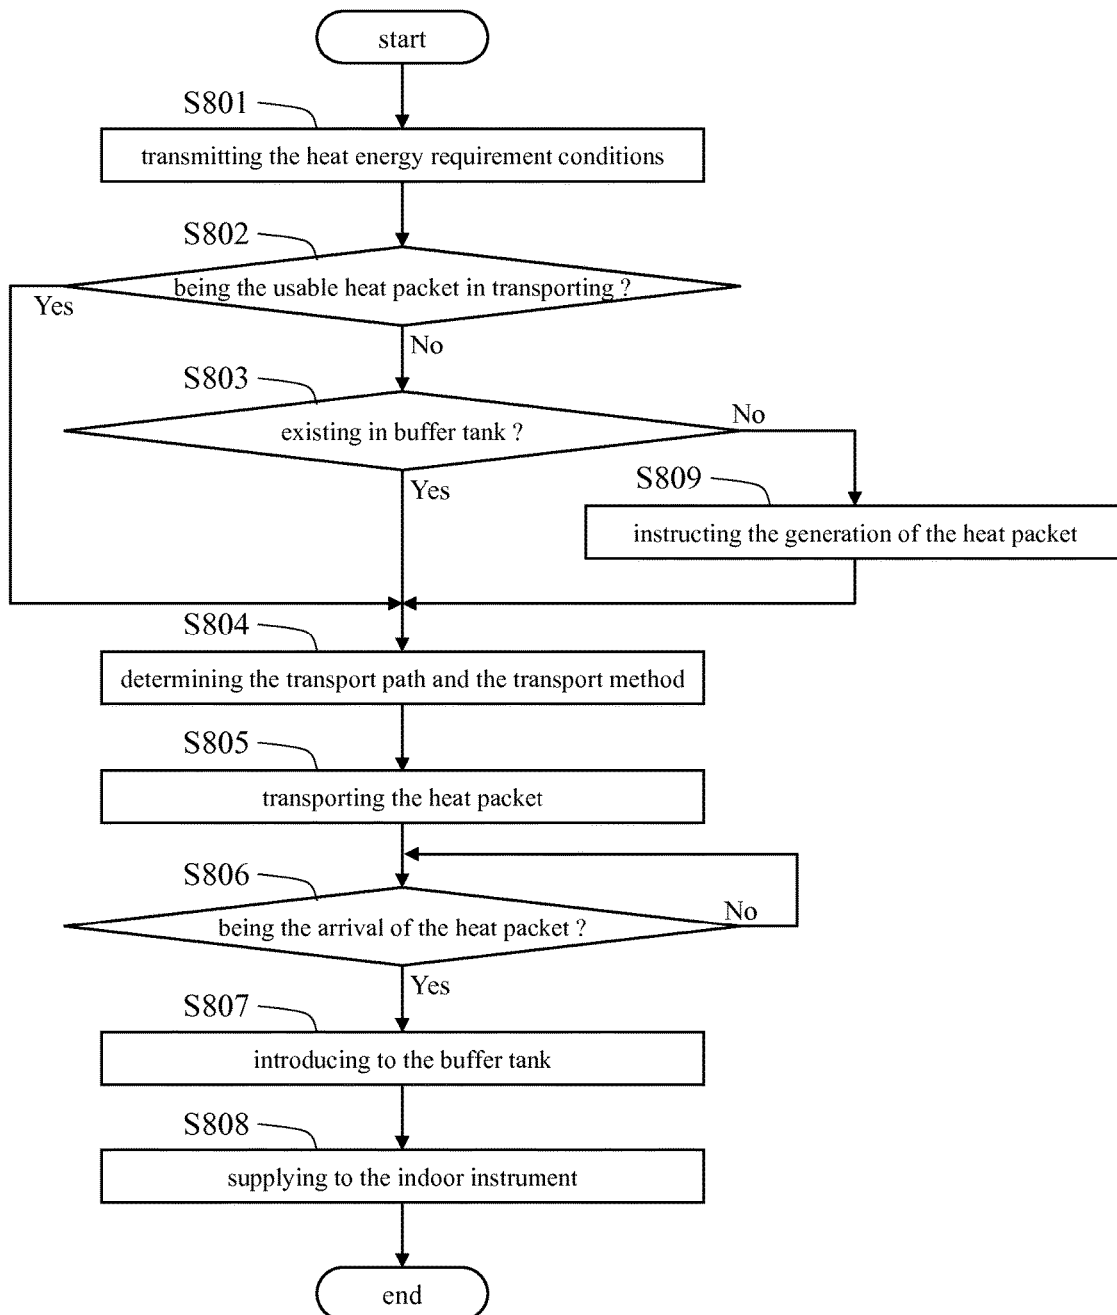 start
S801
transmitting the heat energy requirement conditions
S802
being the usable heat packet in transporting ?
Yes
No
S803
existing in buffer tank ?
No
Yes
S809
instructing the generation of the heat packet
S804
determining the transport path and the transport method
S805
transporting the heat packet
S806
being the arrival of the heat packet ?
No
Yes
S807
introducing to the buffer tank
S808
supplying to the indoor instrument
end